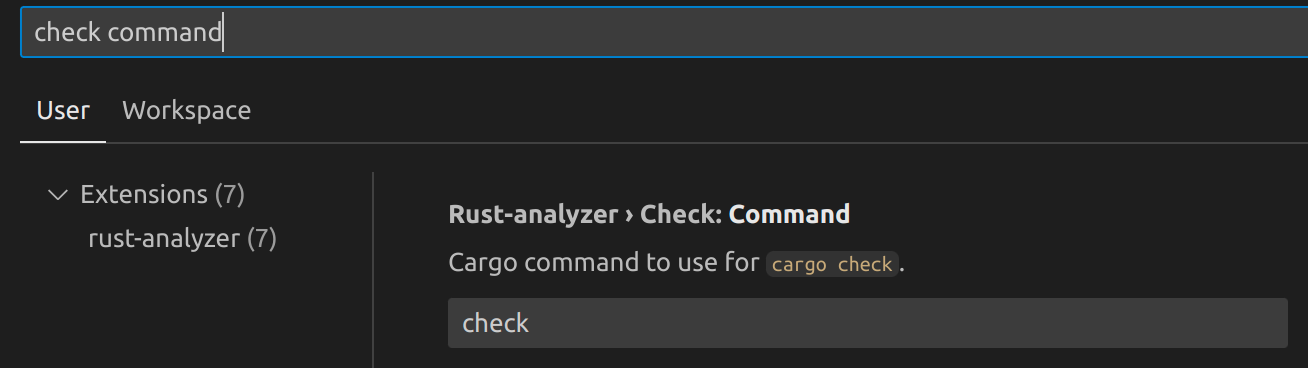 check command
User Workspace
Extensions (7)
rust-analyzer (7)
Rust-analyzer › Check: Command
Cargo command to use for cargo check.
check